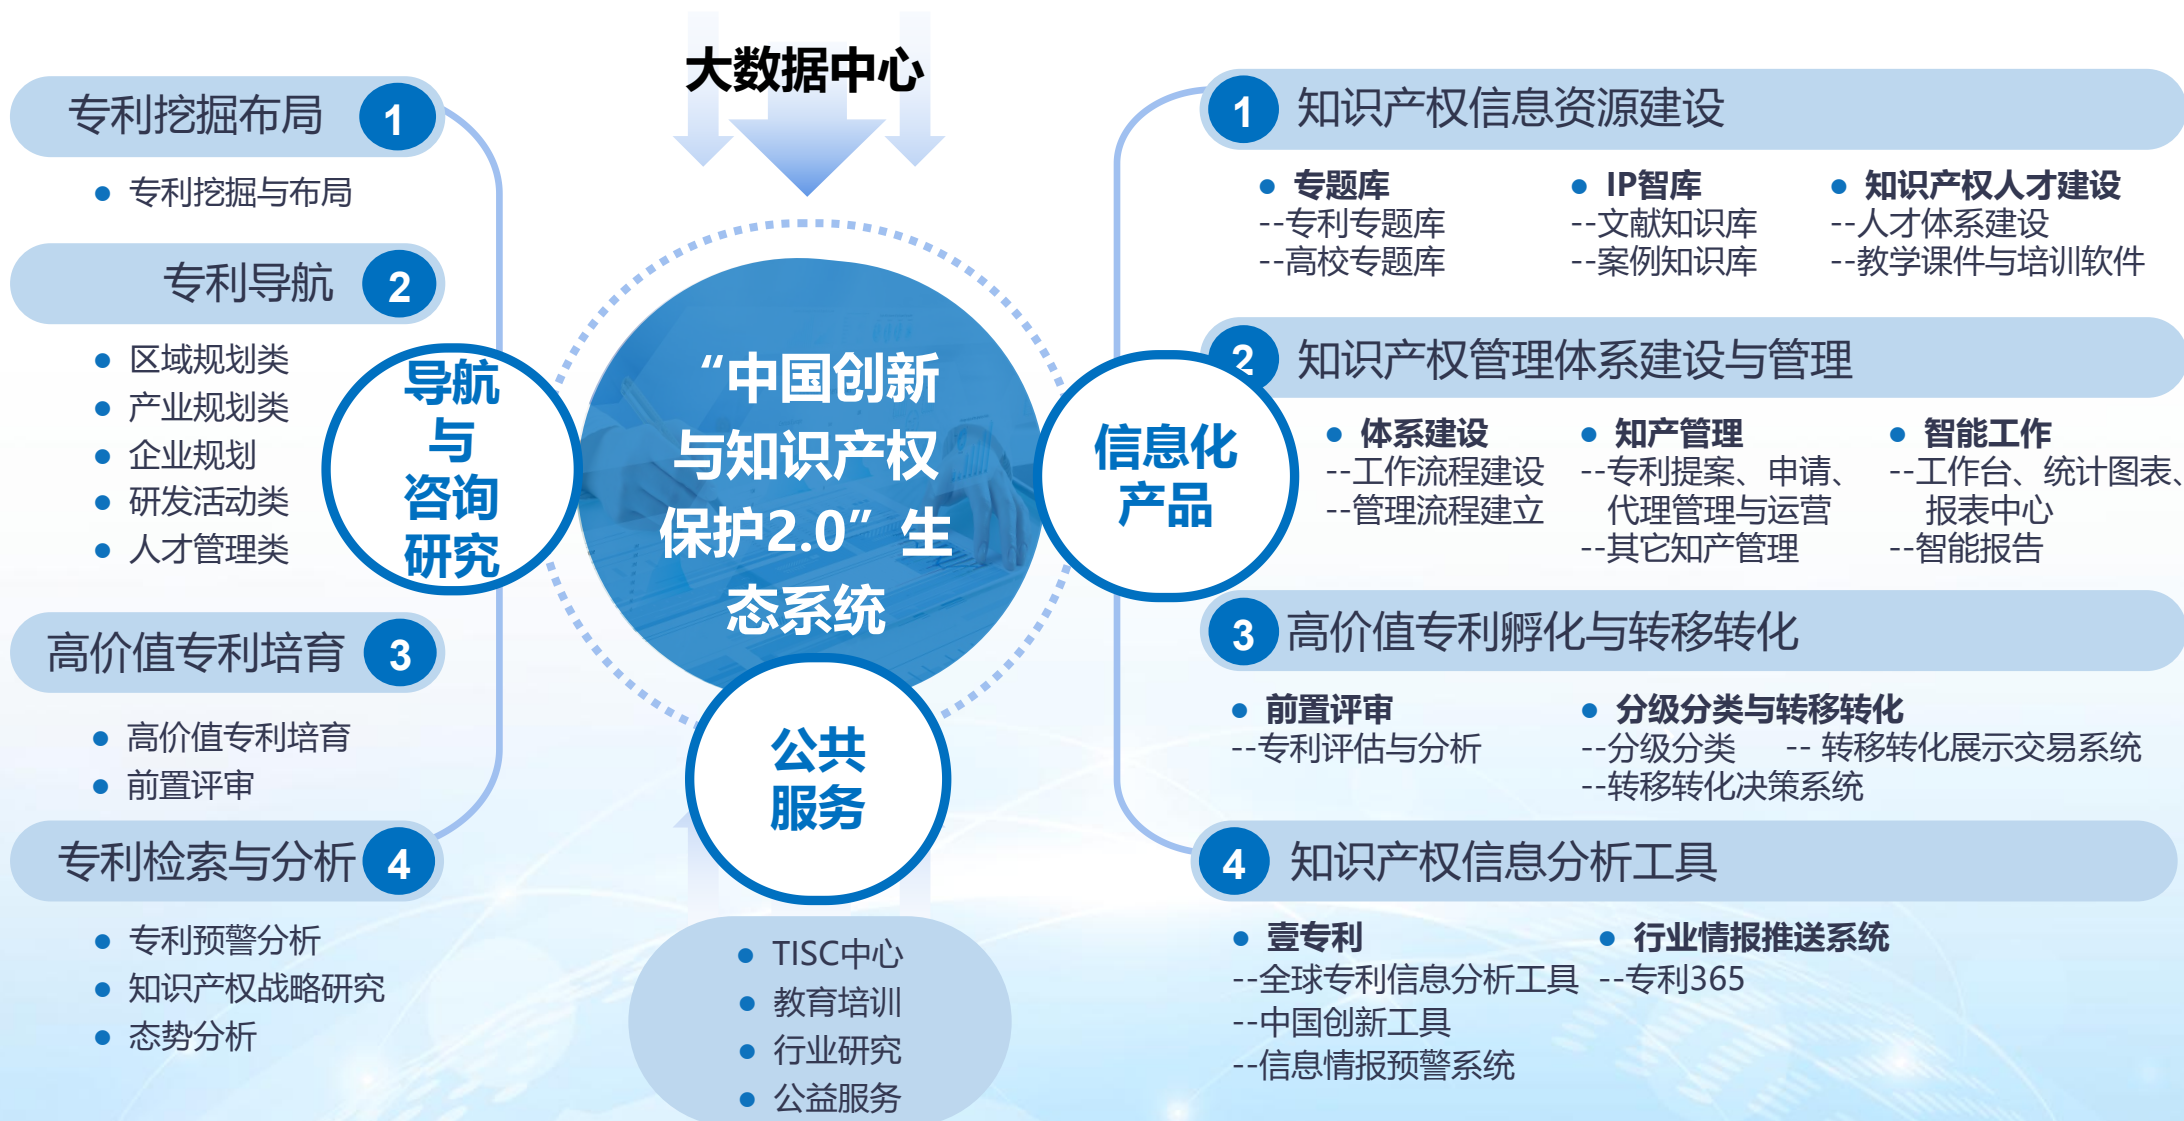 大数据中心
专利挖掘布局 1
● 专利挖掘与布局
专利导航 2
● 区域规划类
● 产业规划类
● 企业规划
● 研发活动类
● 人才管理类
高价值专利培育 3
● 高价值专利培育
● 前置评审
专利检索与分析 4
● 专利预警分析
● 知识产权战略研究
● 态势分析
导航
与
咨询
研究
“中国创新
与知识产权
保护2.0”生
态系统
公共
服务
● TISC中心
● 教育培训
● 行业研究
● 公益服务
信息化
产品
1 知识产权信息资源建设
● 专题库
--专利专题库
--高校专题库
● IP智库
--文献知识库
--案例知识库
● 知识产权人才建设
--人才体系建设
--教学课件与培训软件
2 知识产权管理体系建设与管理
● 体系建设
--工作流程建设
--管理流程建立
● 知产管理
--专利提案、申请、
代理管理与运营
--其它知产管理
● 智能工作
--工作台、统计图表、
报表中心
--智能报告
3 高价值专利孵化与转移转化
● 前置评审
--专利评估与分析
● 分级分类与转移转化
--分级分类 -- 转移转化展示交易系统
--转移转化决策系统
4 知识产权信息分析工具
● 壹专利
--全球专利信息分析工具
--中国创新工具
--信息情报预警系统
● 行业情报推送系统
--专利365